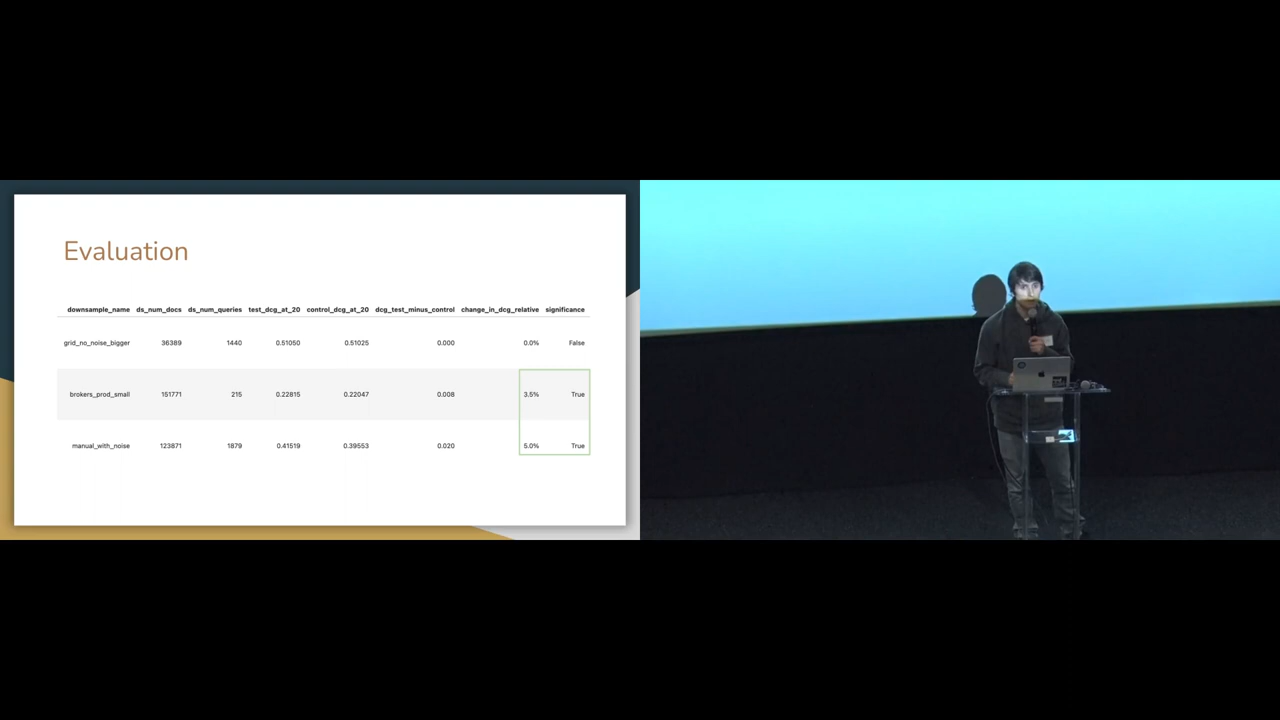 Evaluation
downsample_name ds_num_docs ds_num_queries test_dcg_at_20 control_dcg_at_20 dcg_test_minus_control change_in_dcg_relative significance
grid_no_noise_bigger 36389 1440 0.51050 0.51025 0.000 0.0% False
brokers_prod_small 151771 215 0.22815 0.22047 0.008 3.5% True
manual_with_noise 123871 1879 0.41519 0.39553 0.020 5.0% True